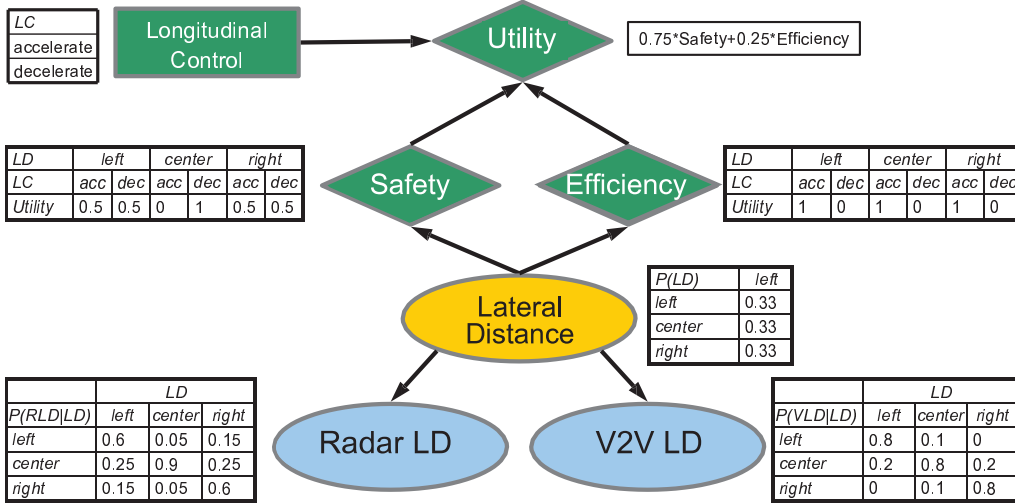 LC
accelerate
decelerate
Longitudinal
Control
Utility
0.75*Safety+0.25*Efficiency
LD left center right
LC acc dec acc dec acc dec
Utility 0.5 0.5 0 1 0.5 0.5
Safety
Efficiency
LD left center right
LC acc dec acc dec acc dec
Utility 1 0 1 0 1 0
Lateral
Distance
P(LD) left
left 0.33
center 0.33
right 0.33
LD
P(RLD|LD) left center right
left 0.6 0.05 0.15
center 0.25 0.9 0.25
right 0.15 0.05 0.6
Radar LD
V2V LD
LD
P(VLD|LD) left center right
left 0.8 0.1 0
center 0.2 0.8 0.2
right 0 0.1 0.8